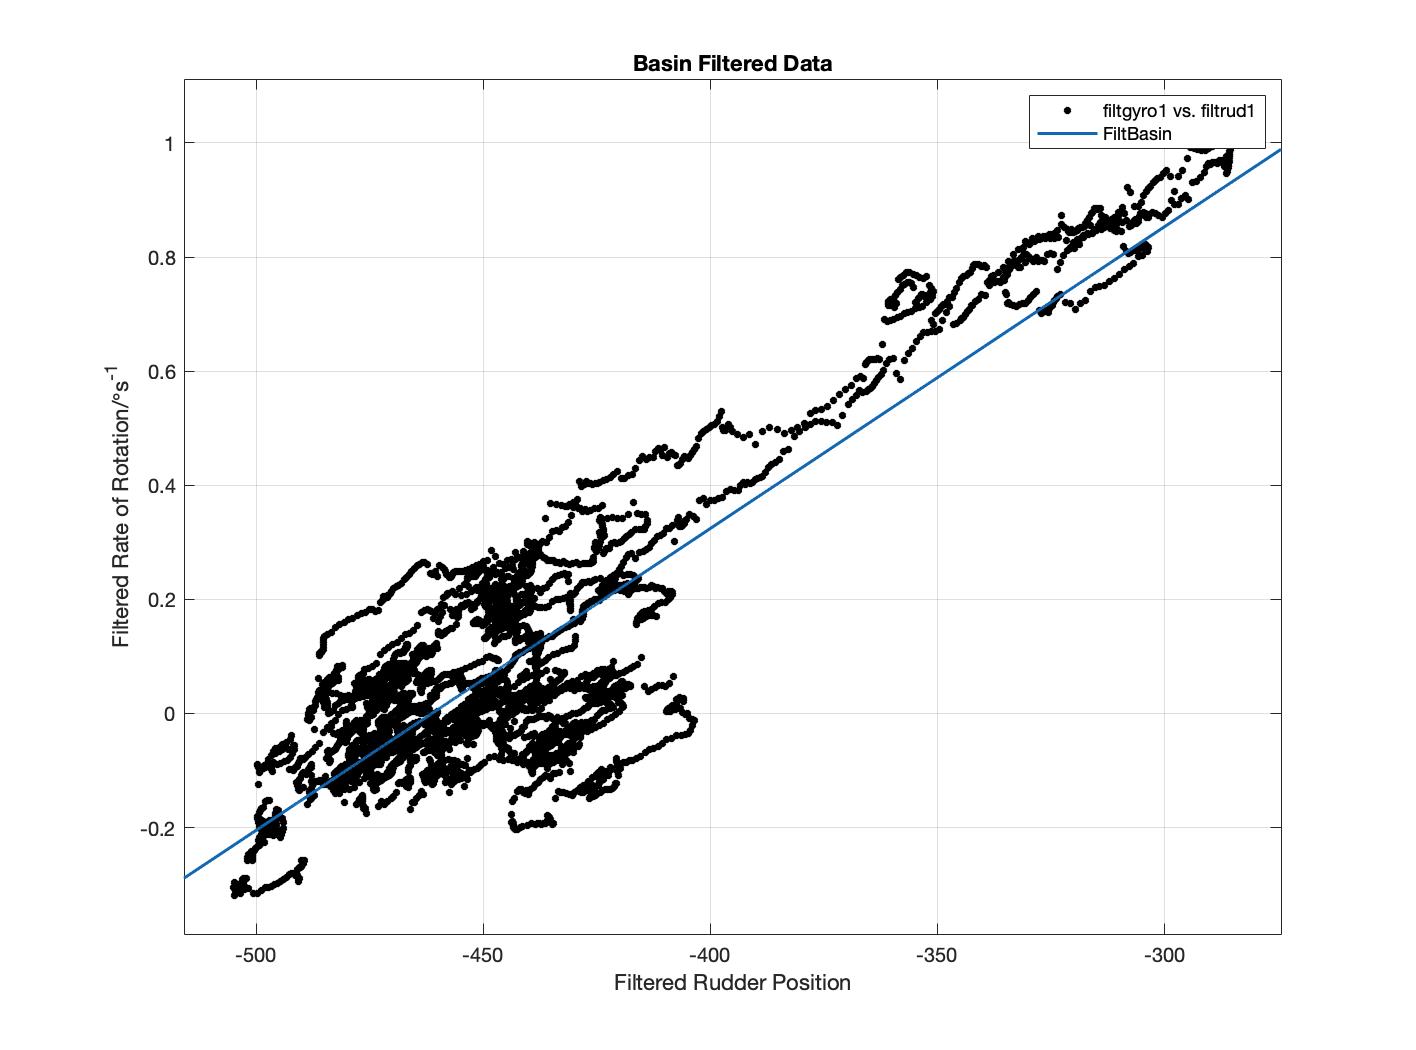 Basin Filtered Data
filtgyro1 vs. filtrud1
FiltBasin
1
0.8
0.6
0.4
0.2
0
-0.2
Filtered Rate of Rotation/°s-1
-500 -450 -400 -350 -300
Filtered Rudder Position